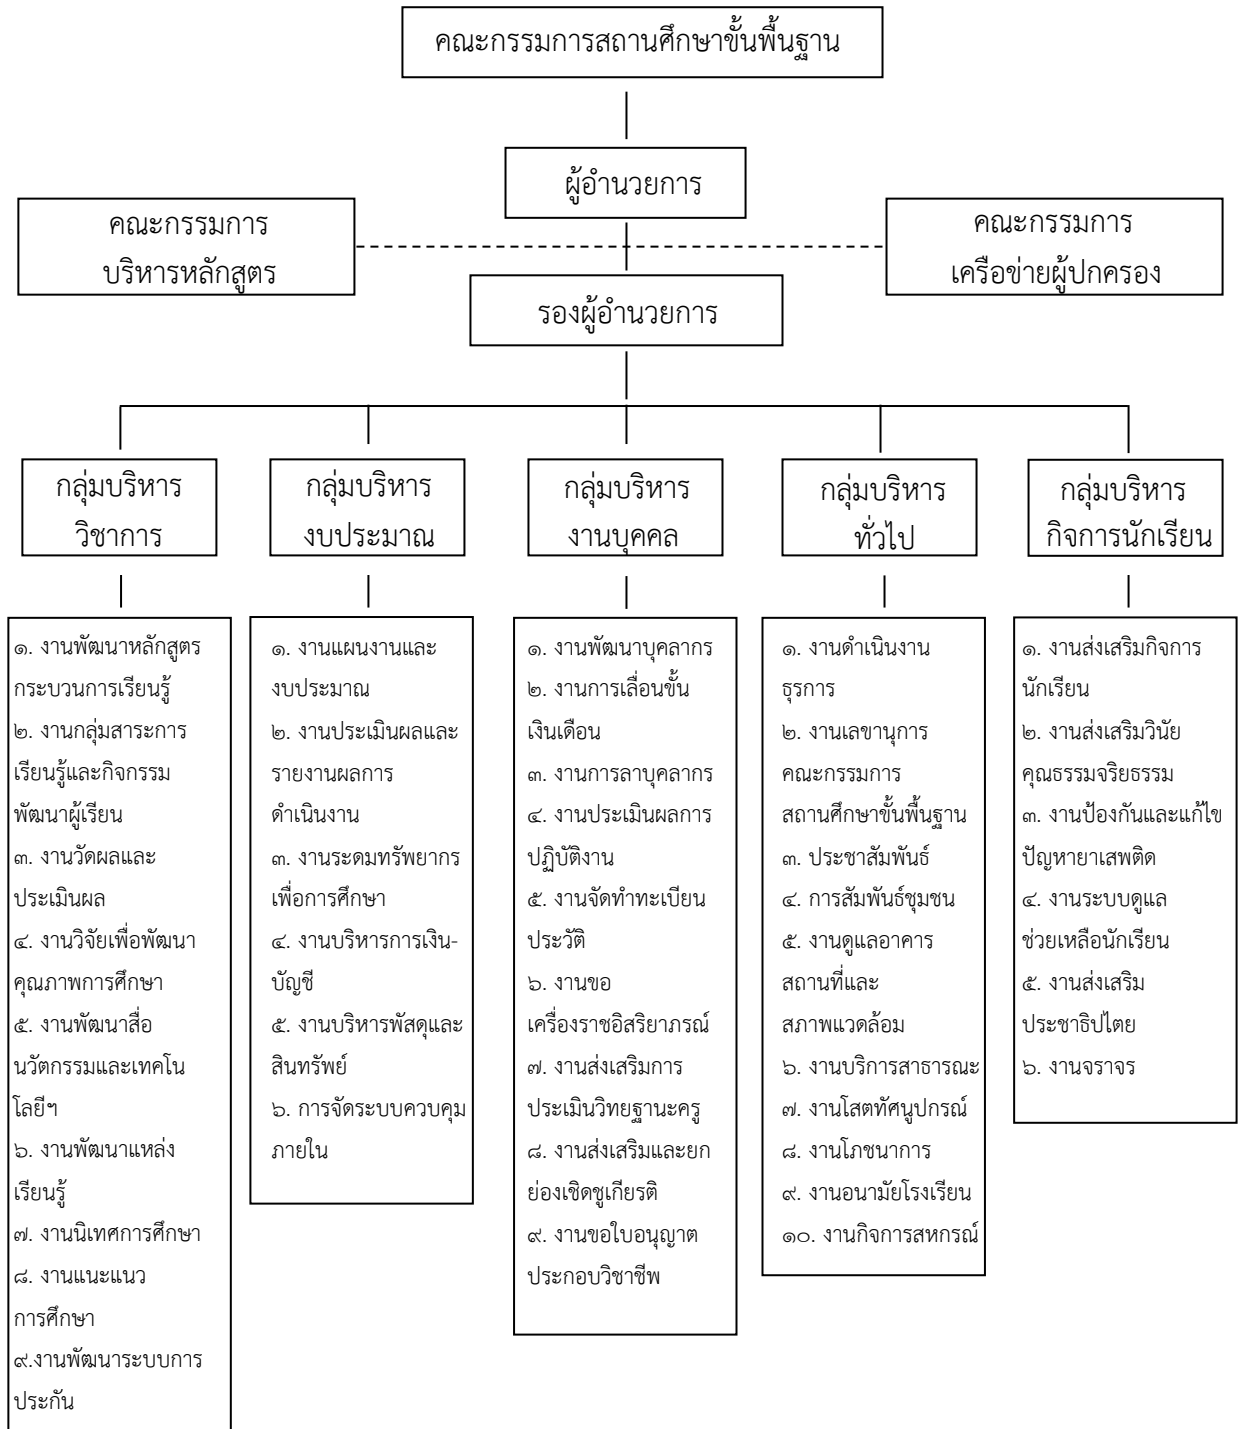 คณะกรรมการสถานศึกษาขั้นพื้นฐาน
ผู้อำนวยการ
คณะกรรมการ
บริหารหลักสูตร
คณะกรรมการ
เครือข่ายผู้ปกครอง
รองผู้อำนวยการ
กลุ่มบริหาร
วิชาการ
กลุ่มบริหาร
งบประมาณ
กลุ่มบริหาร
งานบุคคล
กลุ่มบริหาร
ทั่วไป
กลุ่มบริหาร
กิจการนักเรียน
๑. งานพัฒนาหลักสูตร
กระบวนการเรียนรู้
๒. งานกลุ่มสาระการ
เรียนรู้และกิจกรรม
พัฒนาผู้เรียน
๓. งานวัดผลและ
ประเมินผล
๔. งานวิจัยเพื่อพัฒนา
คุณภาพการศึกษา
๕. งานพัฒนาสื่อ
นวัตกรรมและเทคโน
โลยีฯ
๖. งานพัฒนาแหล่ง
เรียนรู้
๗. งานนิเทศการศึกษา
๘. งานแนะแนว
การศึกษา
๙.งานพัฒนาระบบการ
ประกัน
๑. งานแผนงานและ
งบประมาณ
๒. งานประเมินผลและ
รายงานผลการ
ดำเนินงาน
๓. งานระดมทรัพยากร
เพื่อการศึกษา
๔. งานบริหารการเงิน-
บัญชี
๕. งานบริหารพัสดุและ
สินทรัพย์
๖. การจัดระบบควบคุม
ภายใน
๑. งานพัฒนาบุคลากร
๒. งานการเลื่อนขั้น
เงินเดือน
๓. งานการลาบุคลากร
๔. งานประเมินผลการ
ปฏิบัติงาน
๕. งานจัดทำทะเบียน
ประวัติ
๖. งานขอ
เครื่องราชอิสริยาภรณ์
๗. งานส่งเสริมการ
ประเมินวิทยฐานะครู
๘. งานส่งเสริมและยก
ย่องเชิดชูเกียรติ
๙. งานขอใบอนุญาต
ประกอบวิชาชีพ
๑. งานดำเนินงาน
ธุรการ
๒. งานเลขานุการ
คณะกรรมการ
สถานศึกษาขั้นพื้นฐาน
๓. ประชาสัมพันธ์
๔. การสัมพันธ์ชุมชน
๕. งานดูแลอาคาร
สถานที่และ
สภาพแวดล้อม
๖. งานบริการสาธารณะ
๗. งานโสตทัศนูปกรณ์
๘. งานโภชนาการ
๙. งานอนามัยโรงเรียน
๑๐. งานกิจการสหกรณ์
๑. งานส่งเสริมกิจการ
นักเรียน
๒. งานส่งเสริมวินัย
คุณธรรมจริยธรรม
๓. งานป้องกันและแก้ไข
ปัญหายาเสพติด
๔. งานระบบดูแล
ช่วยเหลือนักเรียน
๕. งานส่งเสริม
ประชาธิปไตย
๖. งานจราจร